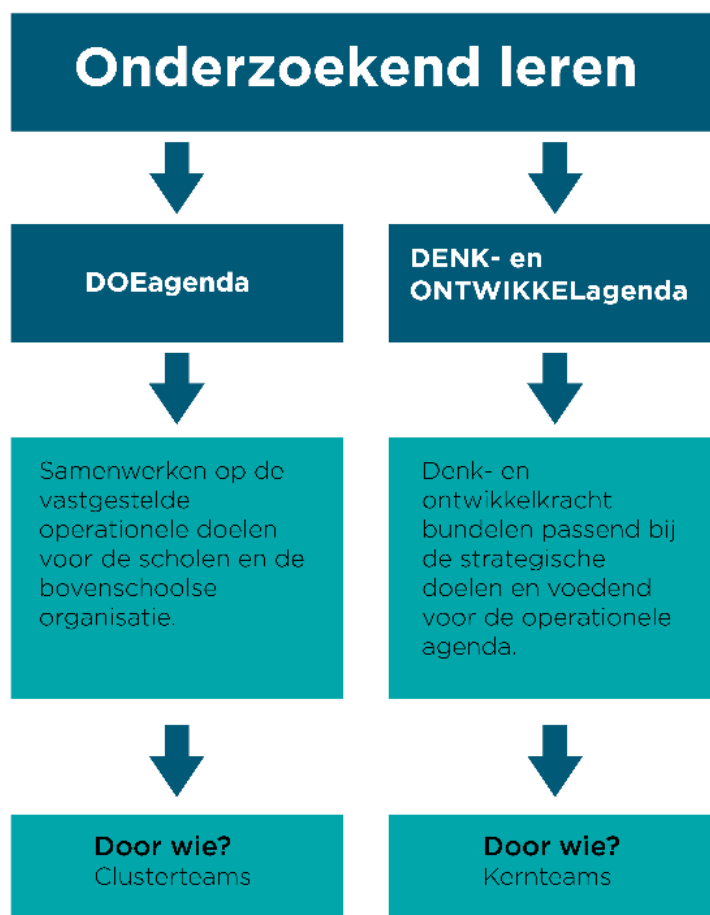 Onderzoekend leren
DOEagenda
DENK- en
ONTWIKKELagenda
Samenwerken op de
vastgestelde
operationele doelen
voor de scholen en de
bovenschoolse
organisatie.
Denk- en
ontwikkelkracht
bundelen passend bij
de strategische
doelen en voedend
voor de operationele
agenda.
Door wie?
Clusterteams
Door wie?
Kernteams